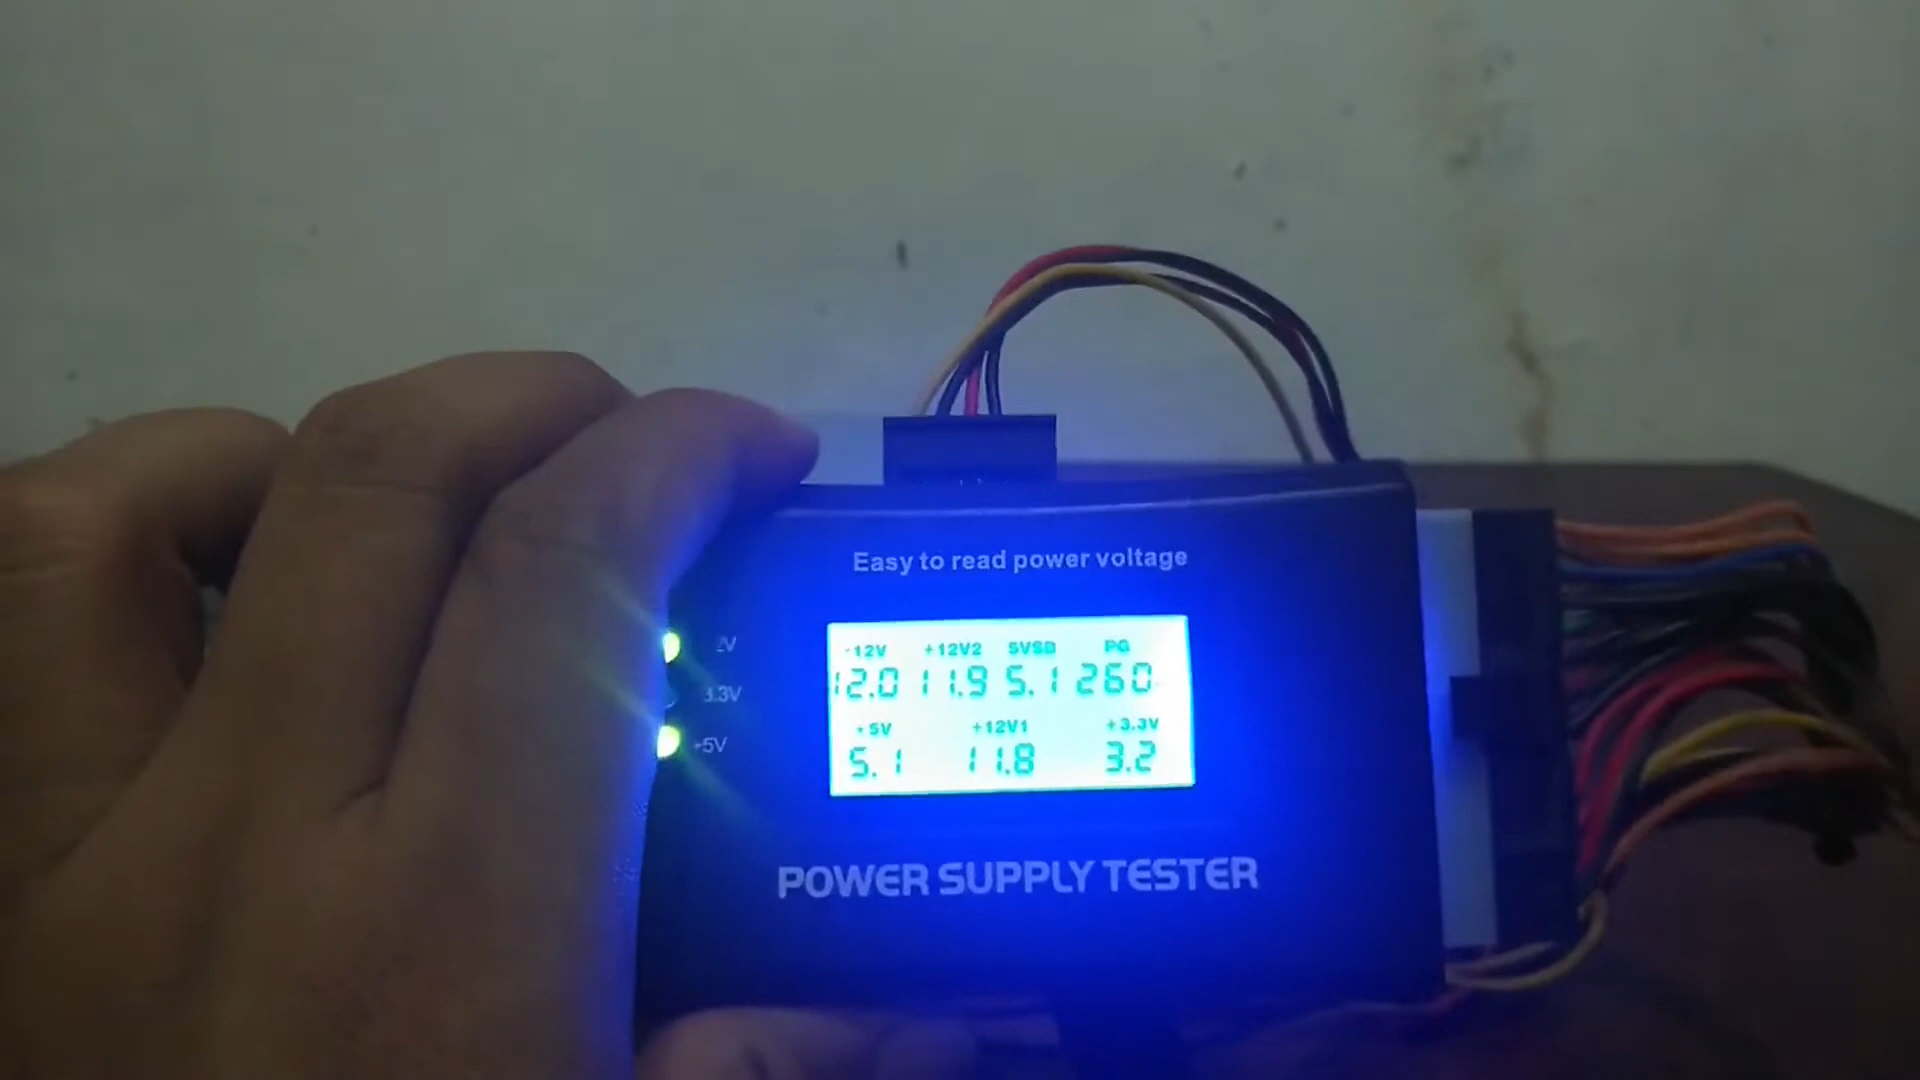 Easy to read power voltage
-12V +12V2 5VSB PG
12.0 11.9 5.1 260
+5V +12V1 +3.3V
5.1 11.8 3.2
3.3V
+5V
POWER SUPPLY TESTER